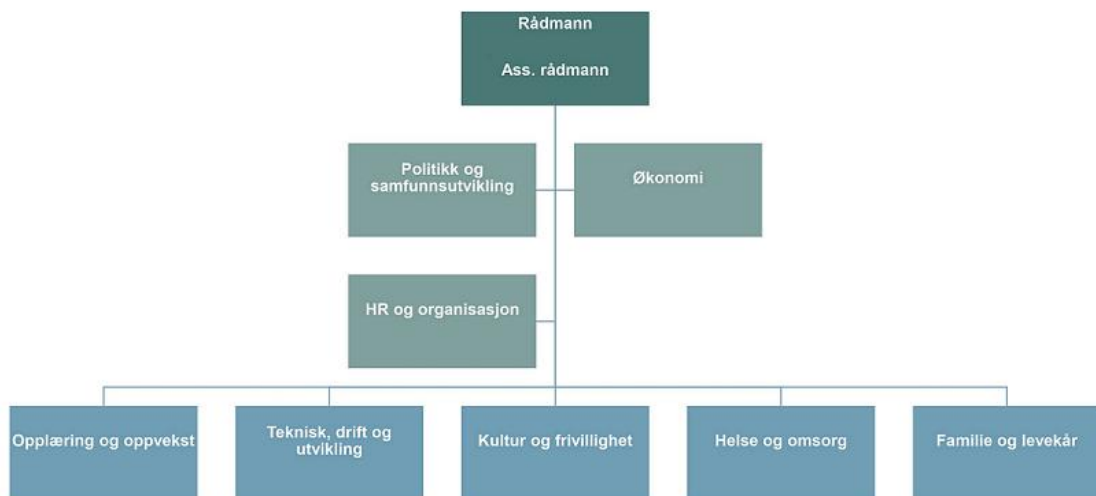 Rådmann
Ass. rådmann
Politikk og
samfunnsutvikling
Økonomi
HR og organisasjon
Opplæring og oppvekst
Teknisk, drift og
utvikling
Kultur og frivillighet
Helse og omsorg
Familie og levekår